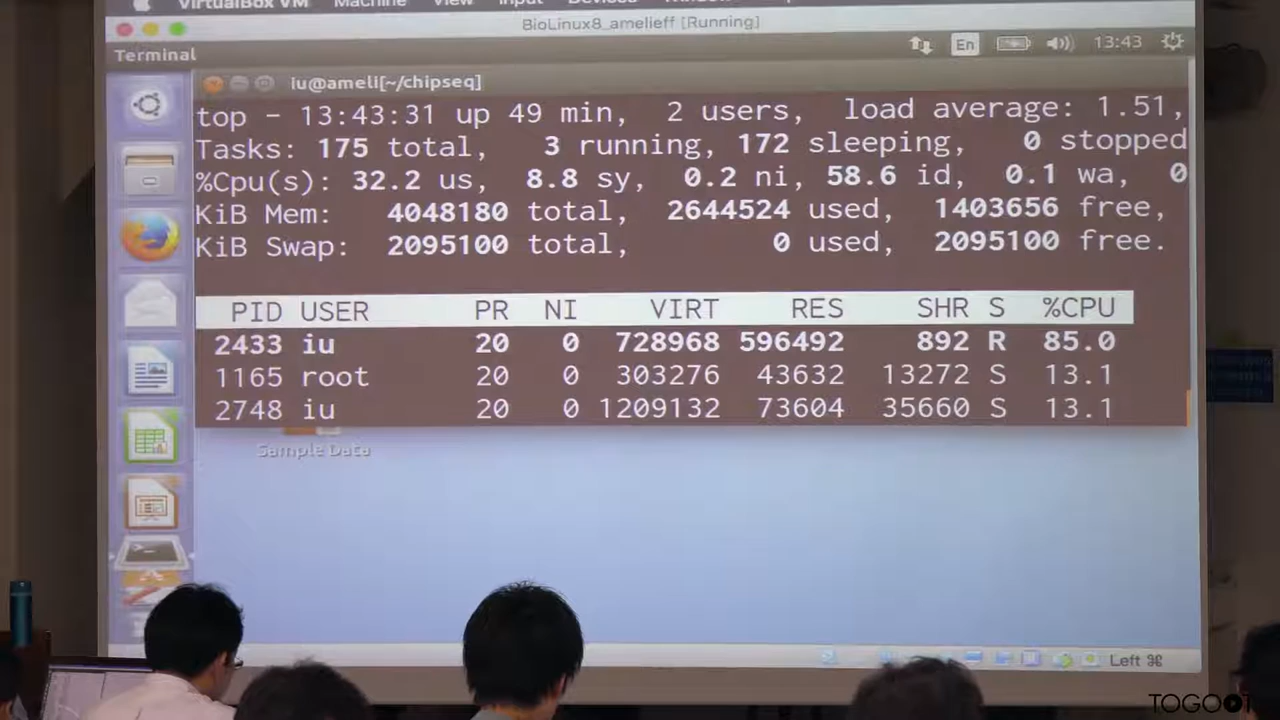 VirtualBox VM Machine View Input Devices
BioLinux8_amelieff [Running]
Terminal
En
13:43
iu@ameli[~/chipseq]
top - 13:43:31 up 49 min, 2 users, load average: 1.51,
Tasks: 175 total, 3 running, 172 sleeping, 0 stopped
%Cpu(s): 32.2 us, 8.8 sy, 0.2 ni, 58.6 id, 0.1 wa, 0
KiB Mem: 4048180 total, 2644524 used, 1403656 free,
KiB Swap: 2095100 total, 0 used, 2095100 free.
PID USER PR NI VIRT RES SHR S %CPU
2433 iu 20 0 728968 596492 892 R 85.0
1165 root 20 0 303276 43632 13272 S 13.1
2748 iu 20 0 1209132 73604 35660 S 13.1
Sample Data
Left ⌘
TOGOOT